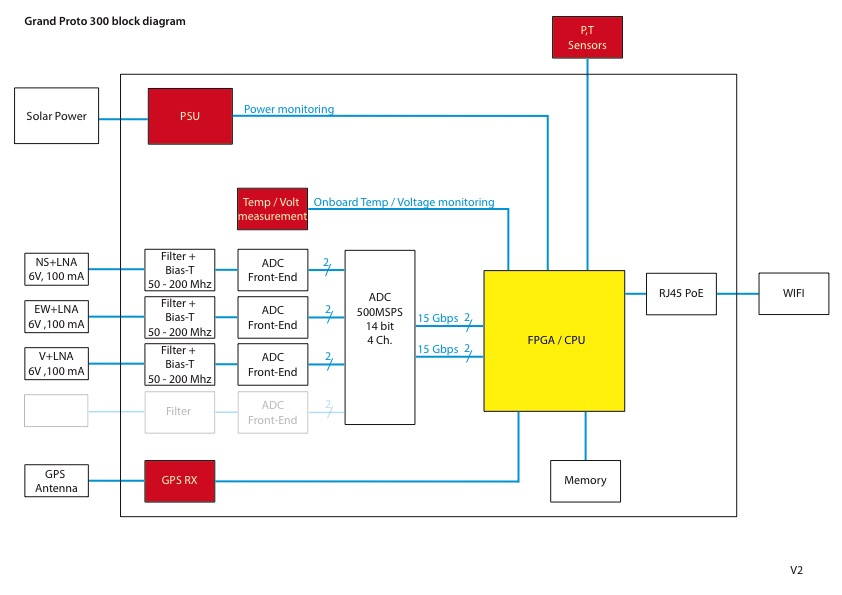 Grand Proto 300 block diagram
P,T
Sensors
Solar Power
PSU
Power monitoring
Temp / Volt
measurement
Onboard Temp / Voltage monitoring
NS+LNA
6V, 100 mA
Filter +
Bias-T
50 - 200 Mhz
ADC
Front-End
2
EW+LNA
6V ,100 mA
Filter +
Bias-T
50 - 200 Mhz
ADC
Front-End
2
V+LNA
6V ,100 mA
Filter +
Bias-T
50 - 200 Mhz
ADC
Front-End
2
Filter
ADC
Front-End
2
ADC
500MSPS
14 bit
4 Ch.
15 Gbps 2
15 Gbps 2
FPGA / CPU
RJ45 PoE
WIFI
GPS
Antenna
GPS RX
Memory
V2